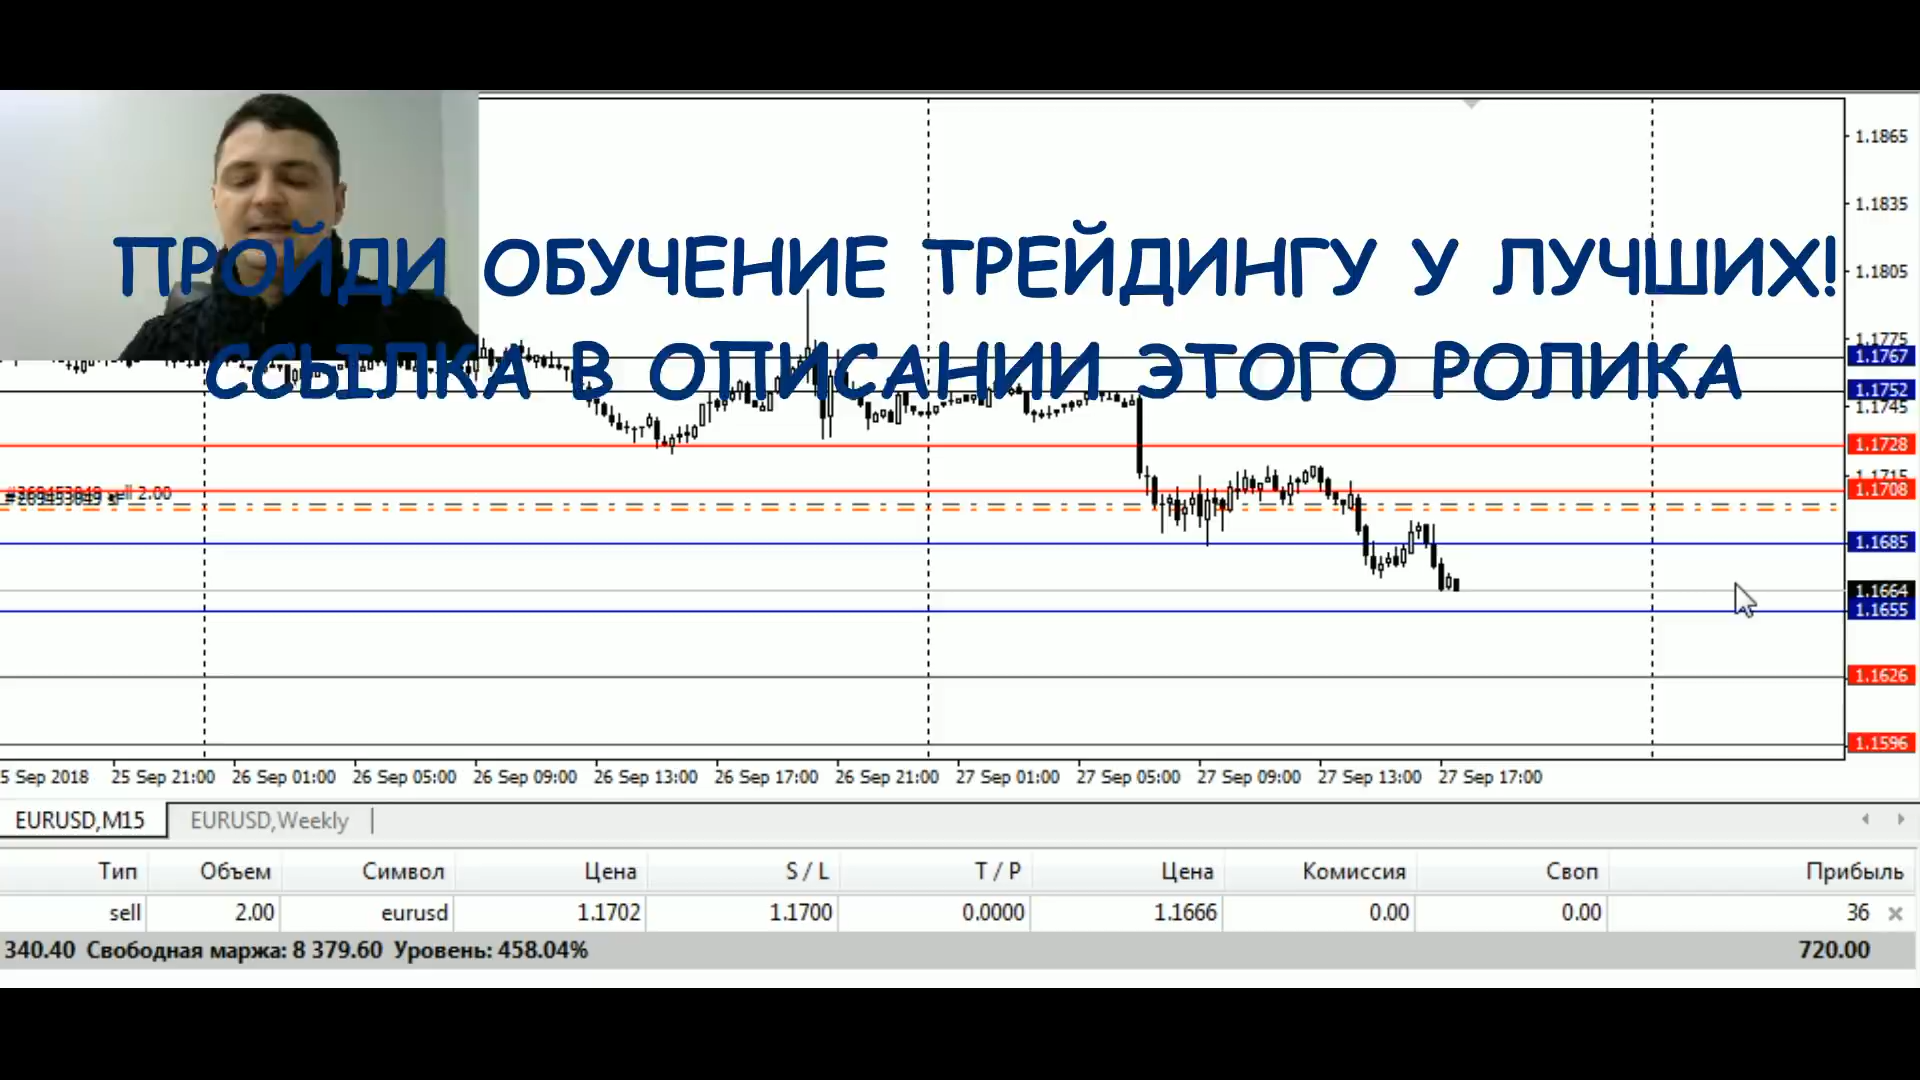 ПРОЙДИ ОБУЧЕНИЕ ТРЕЙДИНГУ У ЛУЧШИХ!
ССЫЛКА В ОПИСАНИИ ЭТОГО РОЛИКА
1.1865
1.1835
1.1805
1.1775
1.1767
1.1752
1.1745
1.1728
1.1715
1.1708
sell 2.00
1.1685
1.1664
1.1655
1.1626
1.1596
5 Sep 2018 25 Sep 21:00 26 Sep 01:00 26 Sep 05:00 26 Sep 09:00 26 Sep 13:00 26 Sep 17:00 26 Sep 21:00 27 Sep 01:00 27 Sep 05:00 27 Sep 09:00 27 Sep 13:00 27 Sep 17:00
EURUSD,M15 EURUSD,Weekly
Тип Объем Символ Цена S / L T / P Цена Комиссия Своп Прибыль
sell 2.00 eurusd 1.1702 1.1700 0.0000 1.1666 0.00 0.00 36
340.40 Свободная маржа: 8 379.60 Уровень: 458.04% 720.00